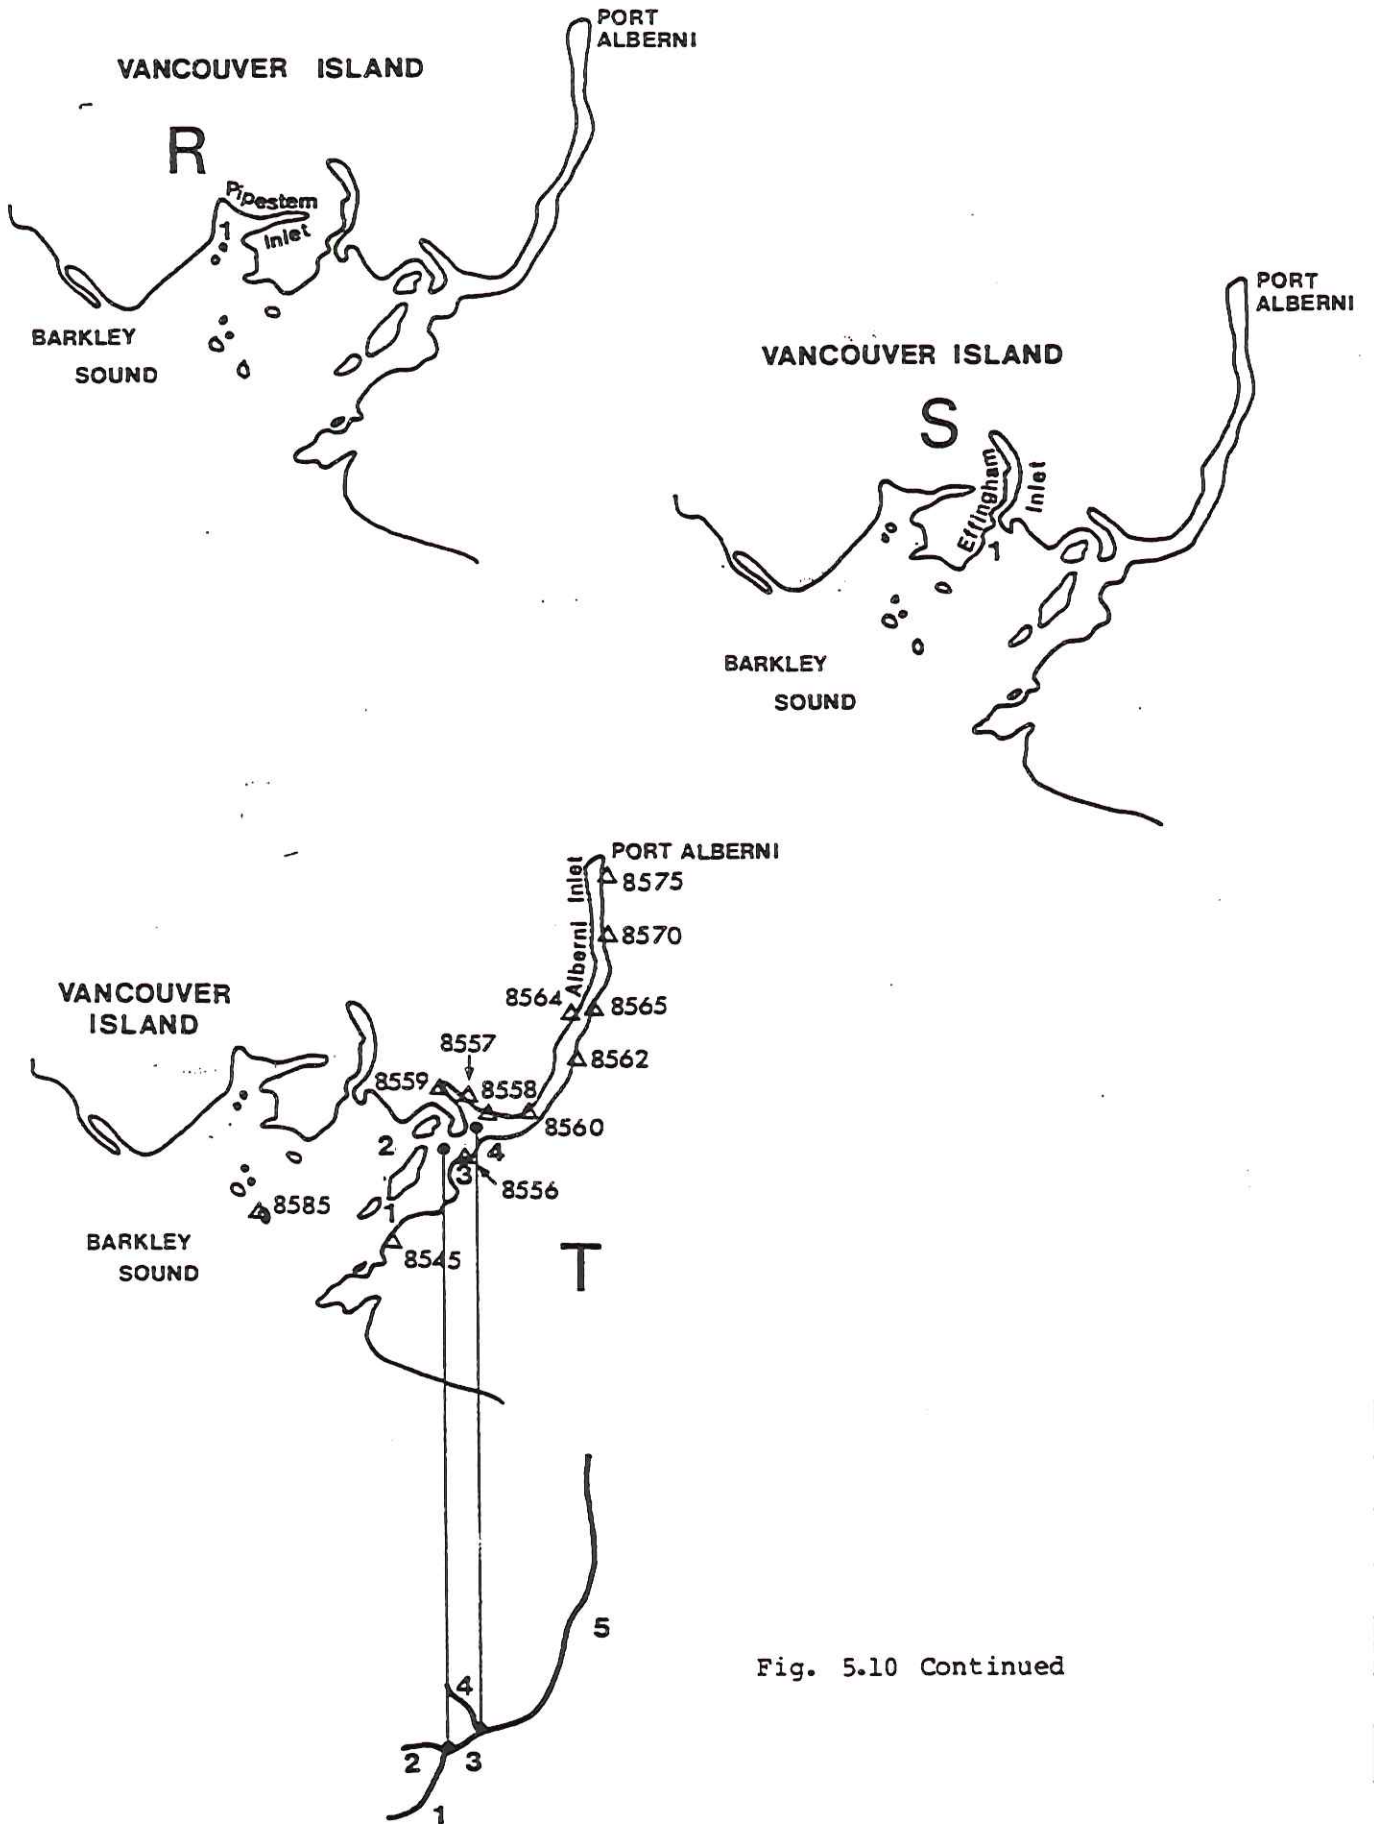 PORT
ALBERNI
VANCOUVER ISLAND
R
Pipestem
1
Inlet
BARKLEY
SOUND
PORT
ALBERNI
VANCOUVER ISLAND
S
Effingham
Inlet
1
BARKLEY
SOUND
PORT ALBERNI
Alberni Inlet
8575
8570
VANCOUVER
ISLAND
8564
8565
8557
8562
8559
8558
8560
2
4
3
8556
8585
1
BARKLEY
SOUND
8545
T
5
4
2
3
1
Fig. 5.10 Continued